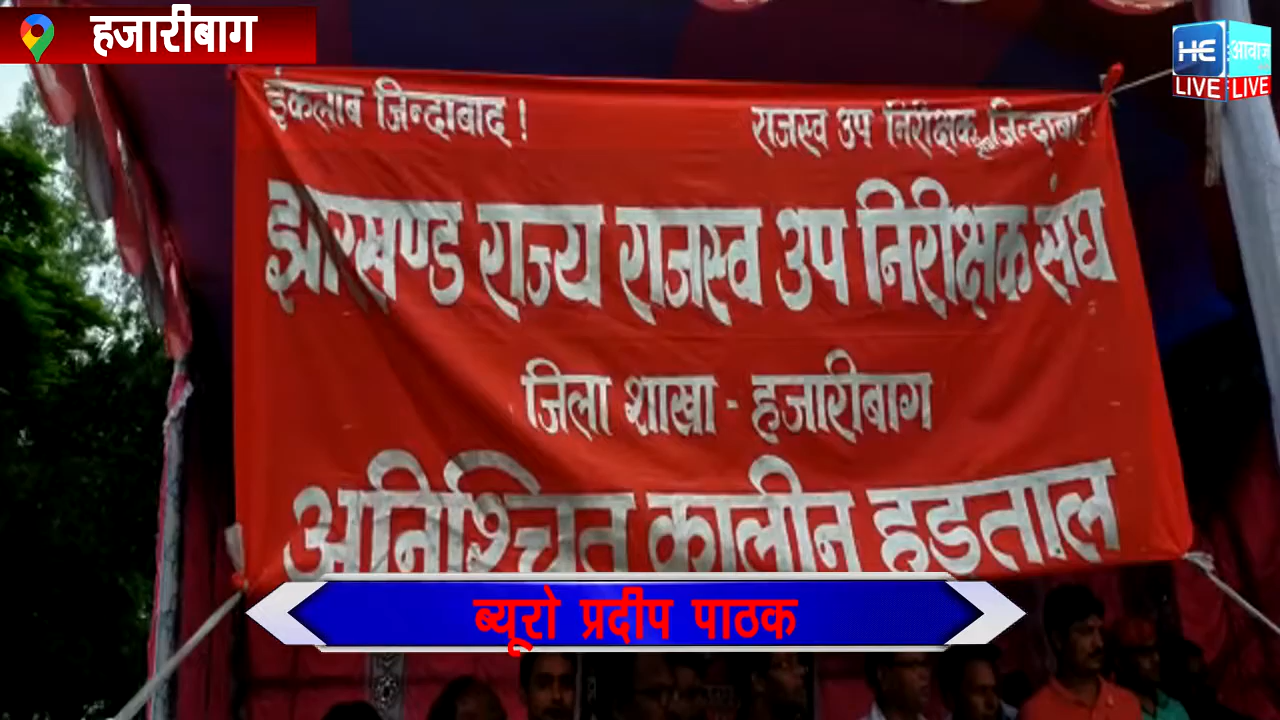 हजारीबाग
HE आवाज
LIVE LIVE
इंकलाब जिन्दाबाद !
राजस्व उप निरीक्षक जिन्दाबाद
झारखण्ड राज्य राजस्व उप निरीक्षक संघ
जिला शाखा - हजारीबाग
अनिश्चित कालीन हडताल
ब्यूरो प्रदीप पाठक